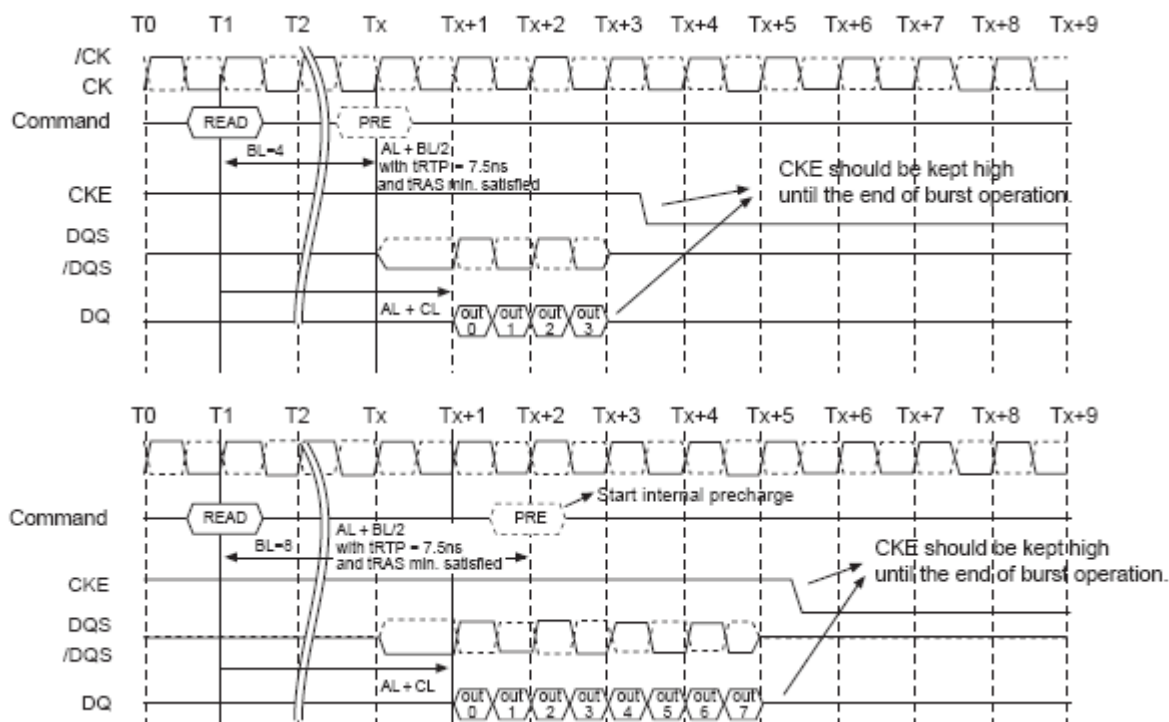 T0 T1 T2 Tx Tx+1 Tx+2 Tx+3 Tx+4 Tx+5 Tx+6 Tx+7 Tx+8 Tx+9
/CK
CK
Command READ PRE
BL=4 AL + BL/2
with tRTP = 7.5ns
and tRAS min. satisfied
CKE should be kept high
until the end of burst operation.
CKE
DQS
/DQS
AL + CL
DQ out 0 out 1 out 2 out 3
T0 T1 T2 Tx Tx+1 Tx+2 Tx+3 Tx+4 Tx+5 Tx+6 Tx+7 Tx+8 Tx+9
Start internal precharge
Command READ PRE
AL + BL/2
BL=8 with tRTP = 7.5ns
and tRAS min. satisfied
CKE should be kept high
until the end of burst operation.
CKE
DQS
/DQS
AL + CL
DQ out 0 out 1 out 2 out 3 out 4 out 5 out 6 out 7